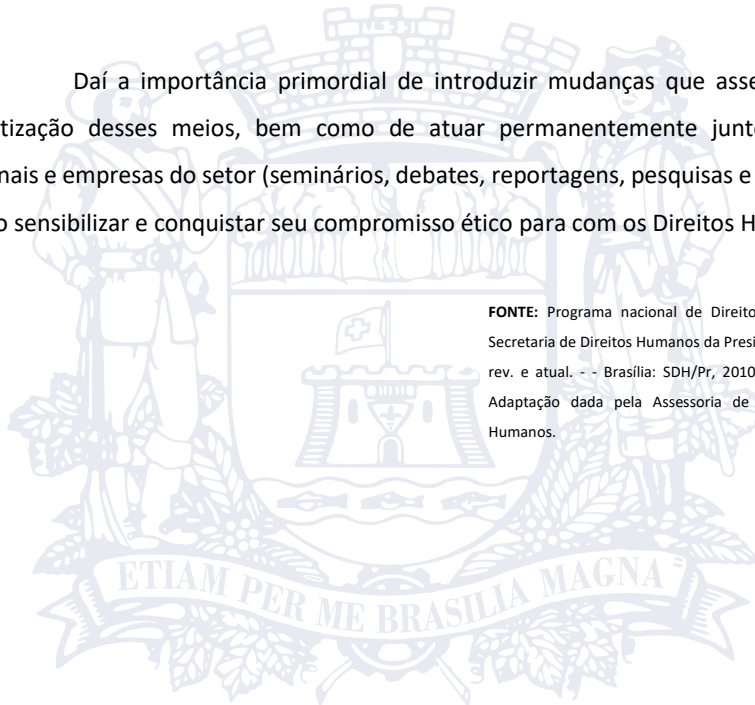 Daí a importância primordial de introduzir mudanças que asse
tização desses meios, bem como de atuar permanentemente junt
nais e empresas do setor (seminários, debates, reportagens, pesquisas e
o sensibilizar e conquistar seu compromisso ético para com os Direitos H
FONTE: Programa nacional de Direito
Secretaria de Direitos Humanos da Presi
rev. e atual. - - Brasília: SDH/Pr, 2010
Adaptação dada pela Assessoria de
Humanos.
ETIAM PER ME BRASILIA MAGNA